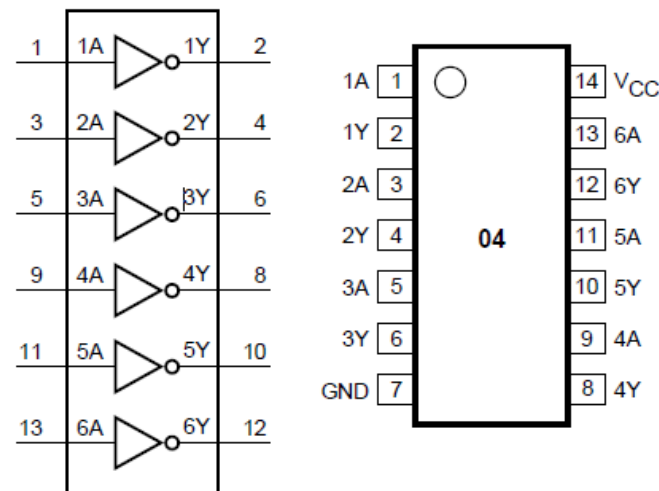 1 1A 1Y 2
3 2A 2Y 4
5 3A 3Y 6
9 4A 4Y 8
11 5A 5Y 10
13 6A 6Y 12
1A 1 14 VCC
1Y 2 13 6A
2A 3 12 6Y
2Y 4 04 11 5A
3A 5 10 5Y
3Y 6 9 4A
GND 7 8 4Y